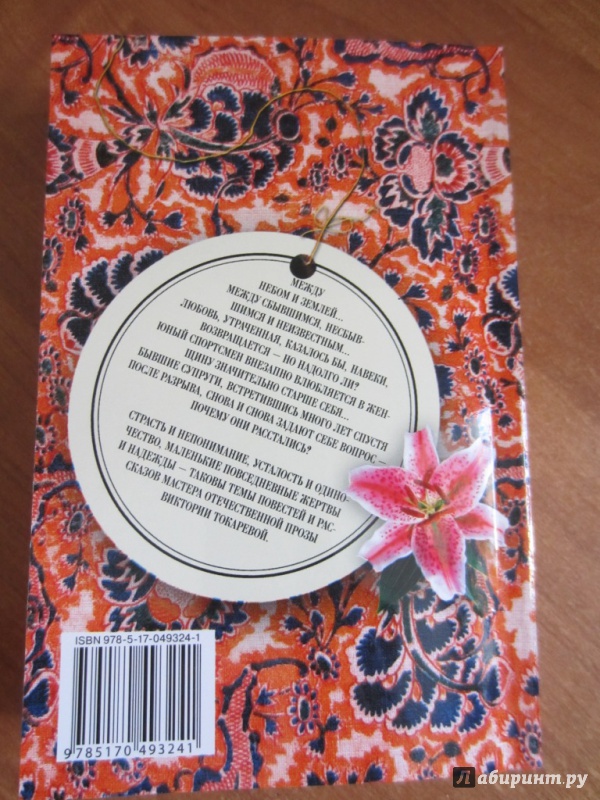 МЕЖДУ
НЕБОМ И ЗЕМЛЕЙ...
МЕЖДУ СБЫВШИМСЯ, НЕСБЫВ-
ШИМСЯ И НЕИЗВЕСТНЫМ...
ЛЮБОВЬ, УТРАЧЕННАЯ, КАЗАЛОСЬ БЫ, НАВЕКИ,
ВОЗВРАЩАЕТСЯ — НО НАДОЛГО ЛИ?
ЮНЫЙ СПОРТСМЕН ВНЕЗАПНО ВЛЮБЛЯЕТСЯ В ЖЕН-
ЩИНУ ЗНАЧИТЕЛЬНО СТАРШЕ СЕБЯ...
БЫВШИЕ СУПРУГИ, ВСТРЕТИВШИСЬ МНОГО ЛЕТ СПУСТЯ
ПОСЛЕ РАЗРЫВА, СНОВА И СНОВА ЗАДАЮТ СЕБЕ ВОПРОС —
ПОЧЕМУ ОНИ РАССТАЛИСЬ?
СТРАСТЬ И НЕПОНИМАНИЕ, УСТАЛОСТЬ И ОДИНО-
ЧЕСТВО, МАЛЕНЬКИЕ ПОВСЕДНЕВНЫЕ ЖЕРТВЫ
И НАДЕЖДЫ — ТАКОВЫ ТЕМЫ ПОВЕСТЕЙ И РАС-
СКАЗОВ МАСТЕРА ОТЕЧЕСТВЕННОЙ ПРОЗЫ
ВИКТОРИИ ТОКАРЕВОЙ.
ISBN 978-5-17-049324-1
9 785170 493241
Лабиринт.ру